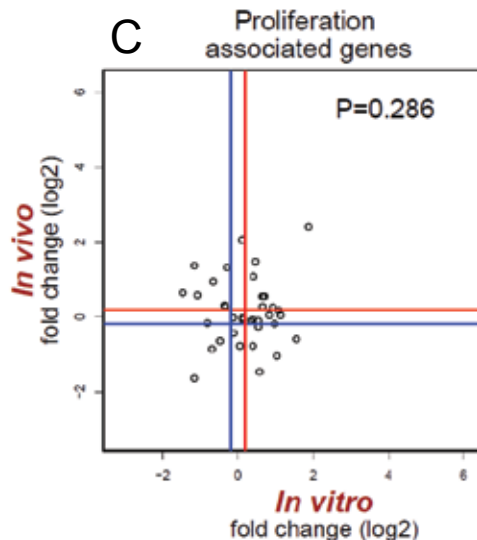 C
Proliferation
associated genes
P=0.286
In vivo
fold change (log2)
6
4
2
0
-2
-2
0
2
4
6
In vitro
fold change (log2)